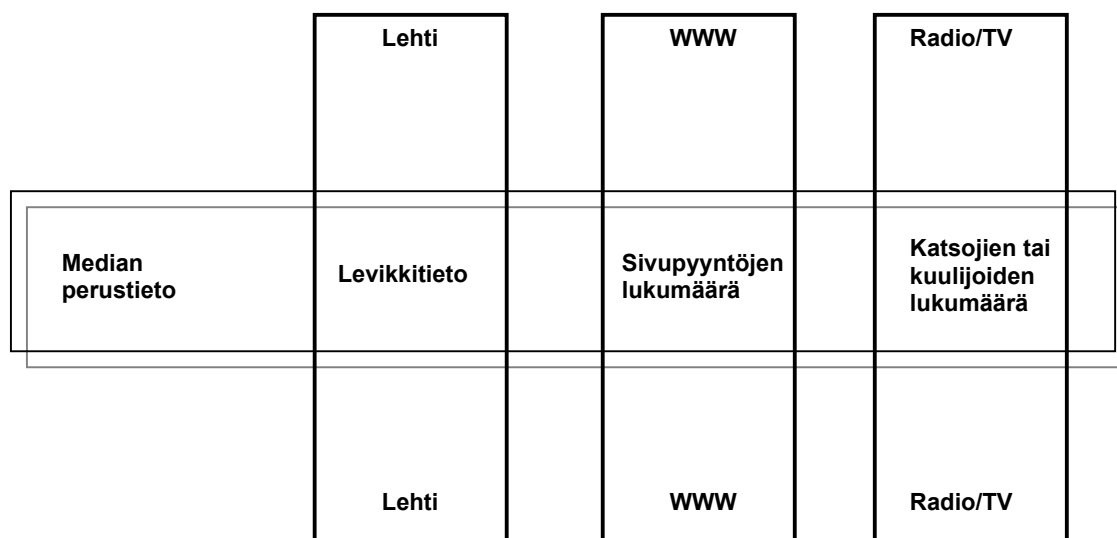 Lehti
WWW
Radio/TV
Median
perustieto
Levikkitieto
Sivupyyntöjen
lukumäärä
Katsojien tai
kuulijoiden
lukumäärä
Lehti
WWW
Radio/TV